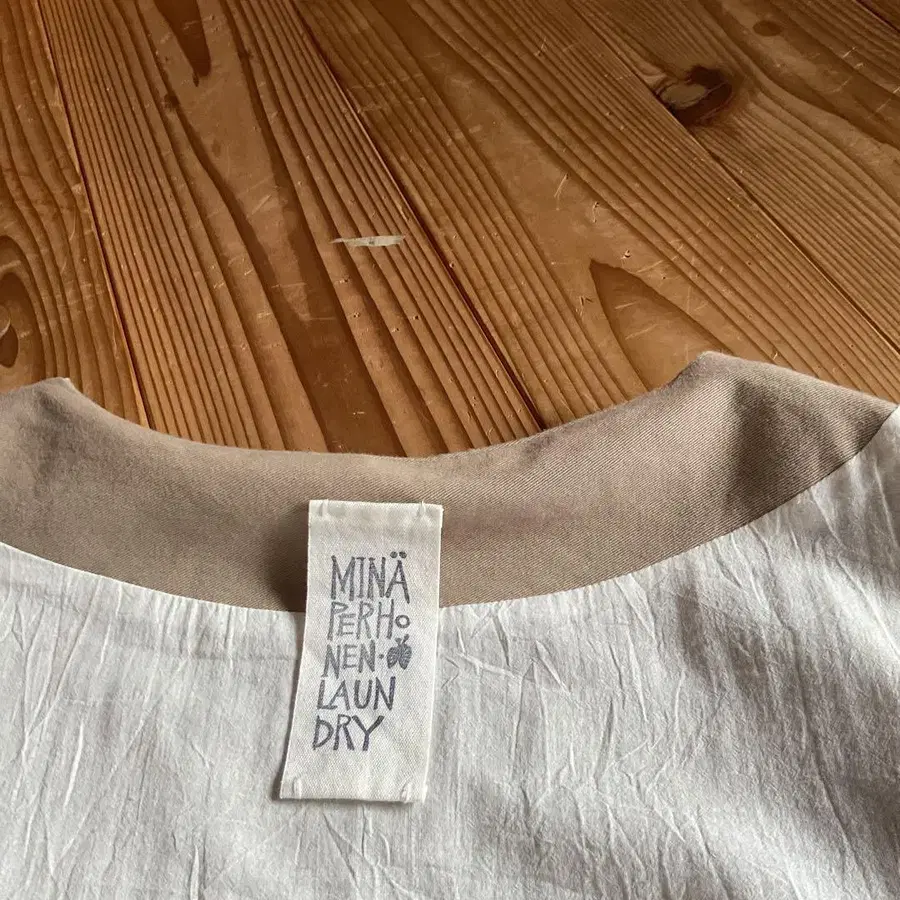 MINÄ
PERHO
NEN·
LAUN
DRY